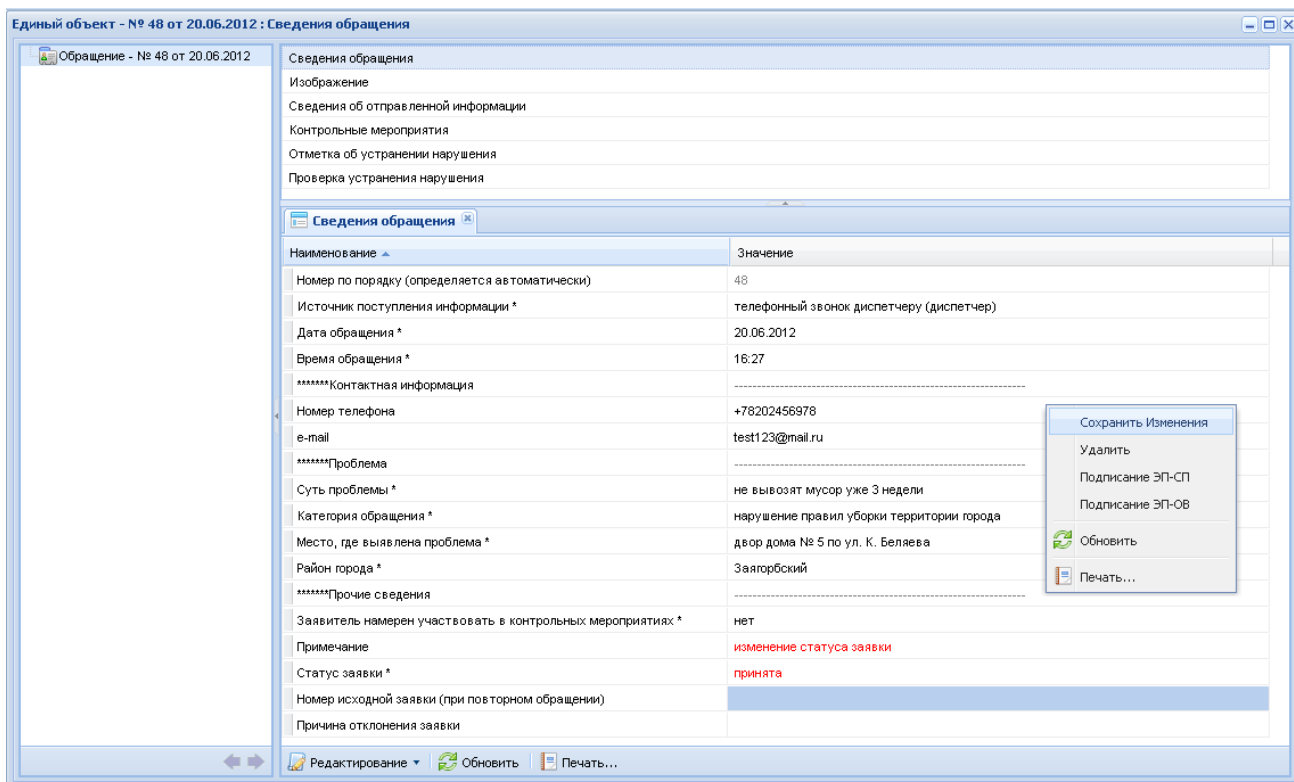 Единый объект - № 48 от 20.06.2012 : Сведения обращения
Обращение - № 48 от 20.06.2012
Сведения обращения
Изображение
Сведения об отправленной информации
Контрольные мероприятия
Отметка об устранении нарушения
Проверка устранения нарушения
Сведения обращения
Наименование Значение
Номер по порядку (определяется автоматически) 48
Источник поступления информации * телефонный звонок диспетчеру (диспетчер)
Дата обращения * 20.06.2012
Время обращения * 16:27
*******Контактная информация ----------------------------------------------------------------
Номер телефона +78202456978
e-mail test123@mail.ru
*******Проблема ----------------------------------------------------------------
Суть проблемы * не вывозят мусор уже 3 недели
Категория обращения * нарушение правил уборки территории города
Место, где выявлена проблема * двор дома № 5 по ул. К. Беляева
Район города * Заягорбский
*******Прочие сведения ----------------------------------------------------------------
Заявитель намерен участвовать в контрольных мероприятиях * нет
Примечание изменение статуса заявки
Статус заявки * принята
Номер исходной заявки (при повторном обращении)
Причина отклонения заявки
Сохранить Изменения
Удалить
Подписание ЭП-СП
Подписание ЭП-ОВ
Обновить
Печать...
Редактирование Обновить Печать...